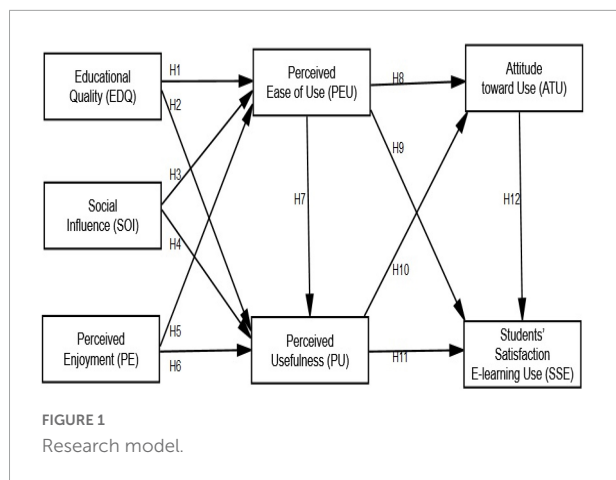 Educational
Quality (EDQ)
H1
H2
Perceived
Ease of Use (PEU)
H8
Attitude
toward Use (ATU)
H3
H9
Social
Influence (SOI)
H4
H7
H12
H10
Perceived
Enjoyment (PE)
H5
H6
Perceived
Usefulness (PU)
H11
Students'
Satisfaction
E-learning Use (SSE)
FIGURE 1
Research model.